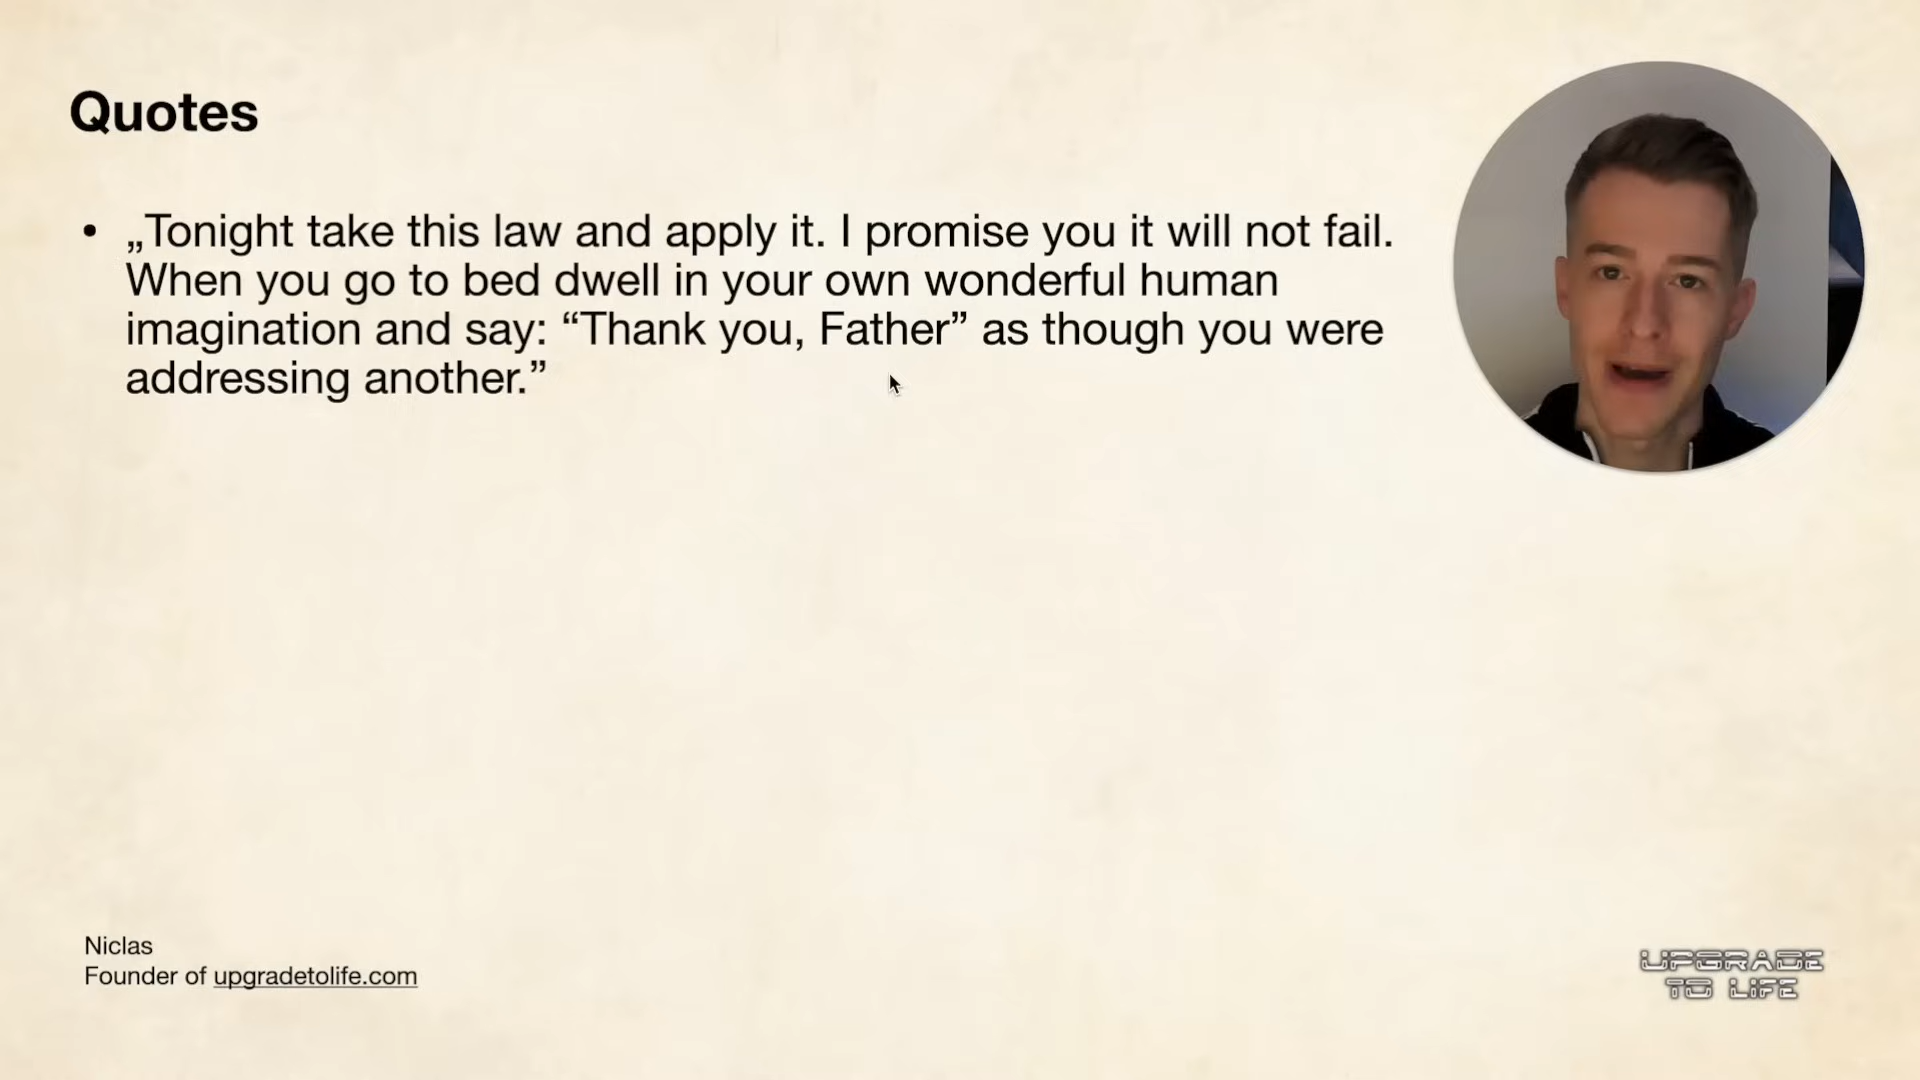 Quotes
• „Tonight take this law and apply it. I promise you it will not fail.
When you go to bed dwell in your own wonderful human
imagination and say: “Thank you, Father” as though you were
addressing another.”
Niclas
Founder of upgradetolife.com
UPGRADE
TO LIFE